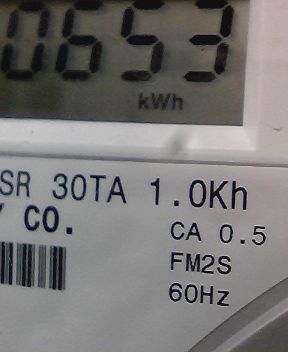 0653
kWh
SR 30TA 1.0Kh
Y CO.
CA 0.5
FM2S
60Hz